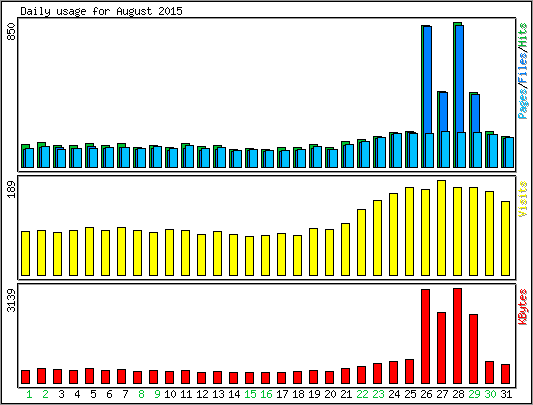 Daily usage for August 2015
850
Pages/Files/Hits
189
Visits
3139
KBytes
1 2 3 4 5 6 7 8 9 10 11 12 13 14 15 16 17 18 19 20 21 22 23 24 25 26 27 28 29 30 31